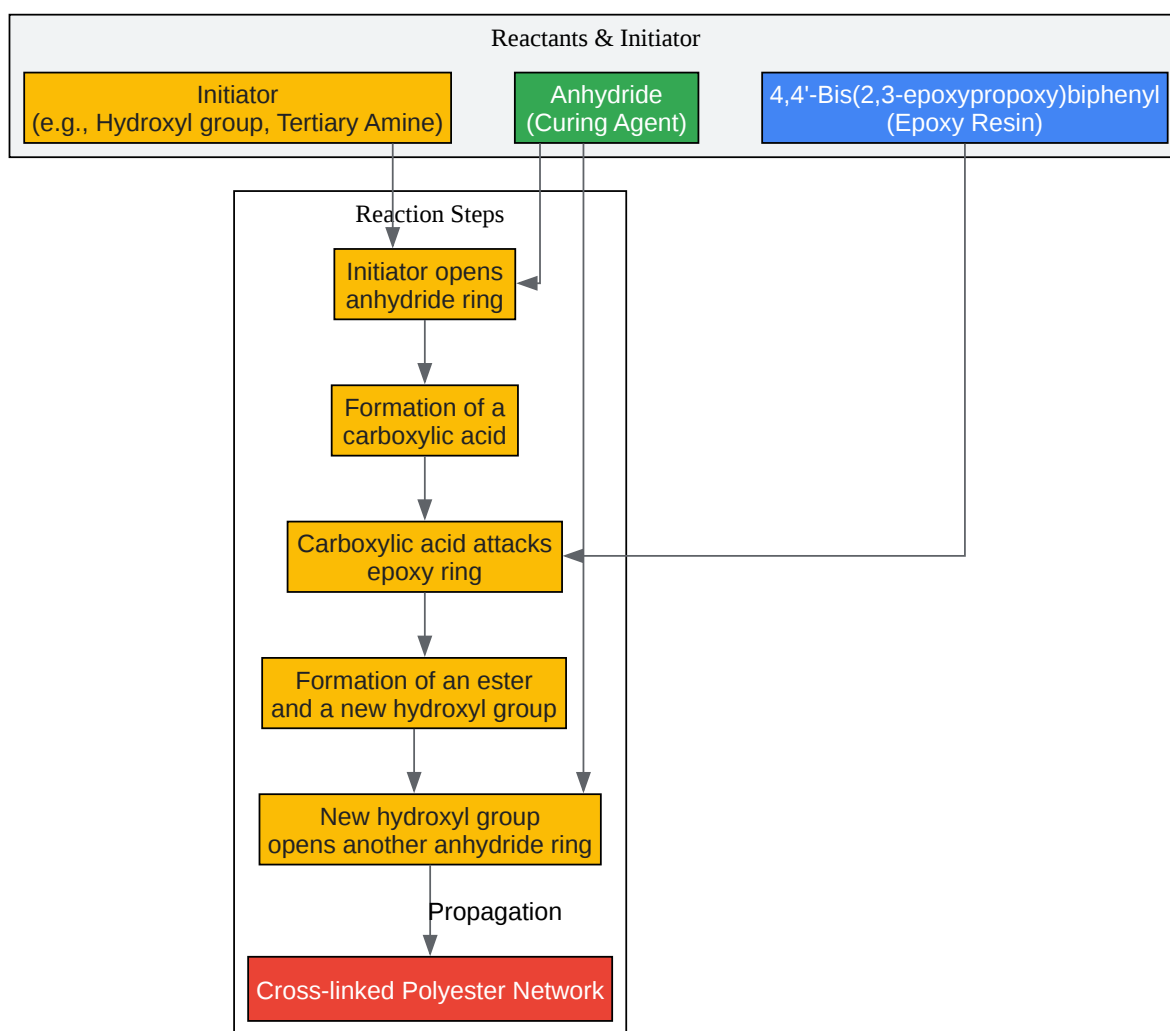 Reactants & Initiator
Initiator
(e.g., Hydroxyl group, Tertiary Amine)
Anhydride
(Curing Agent)
4,4'-Bis(2,3-epoxypropoxy)biphenyl
(Epoxy Resin)
Reaction Steps
Initiator opens
anhydride ring
Formation of a
carboxylic acid
Carboxylic acid attacks
epoxy ring
Formation of an ester
and a new hydroxyl group
New hydroxyl group
opens another anhydride ring
Propagation
Cross-linked Polyester Network